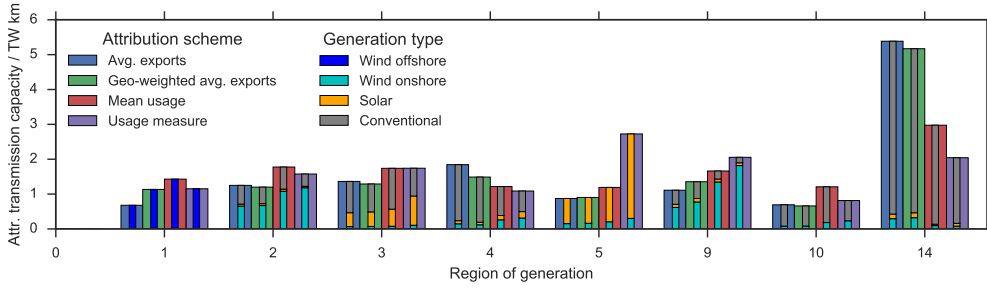 Attr. transmission capacity / TW km
6
5
4
3
2
1
0
Attribution scheme
Avg. exports
Geo-weighted avg. exports
Mean usage
Usage measure
Generation type
Wind offshore
Wind onshore
Solar
Conventional
0 1 2 3 4 5 9 10 14
Region of generation